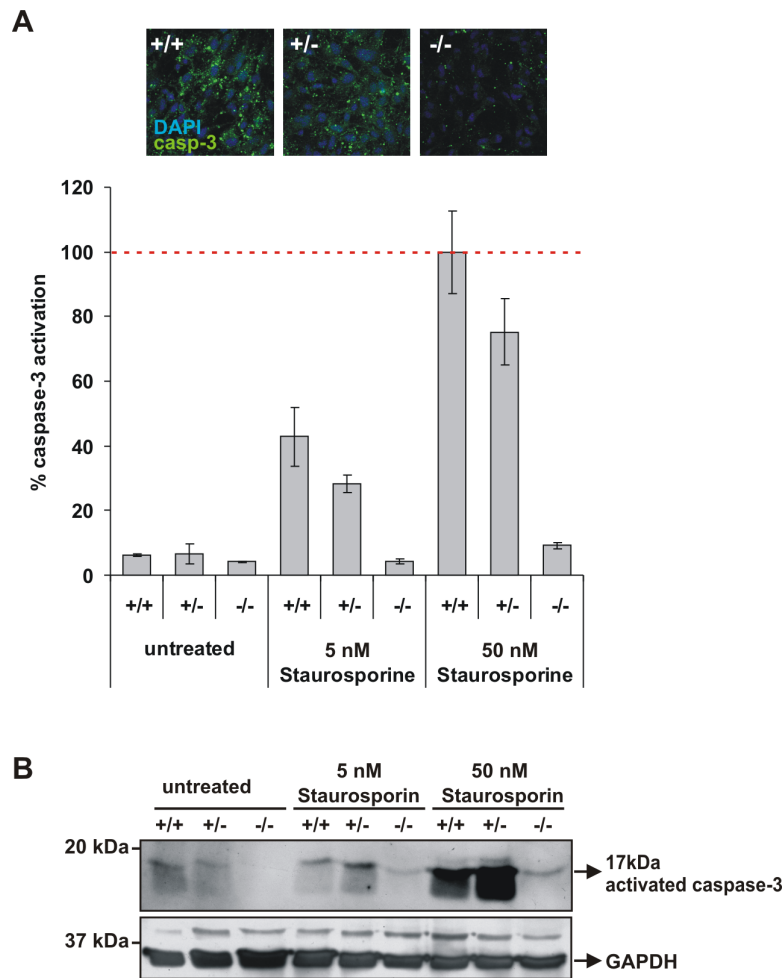 A
+/+ +/- -/-
DAPI
casp-3
% caspase-3 activation
120
100
80
60
40
20
0
+/+ +/- -/- +/+ +/- -/- +/+ +/- -/-
untreated 5 nM Staurosporine 50 nM Staurosporine
B
untreated 5 nM Staurosporin 50 nM Staurosporin
+/+ +/- -/- +/+ +/- -/- +/+ +/- -/-
20 kDa
17kDa
activated caspase-3
37 kDa
GAPDH